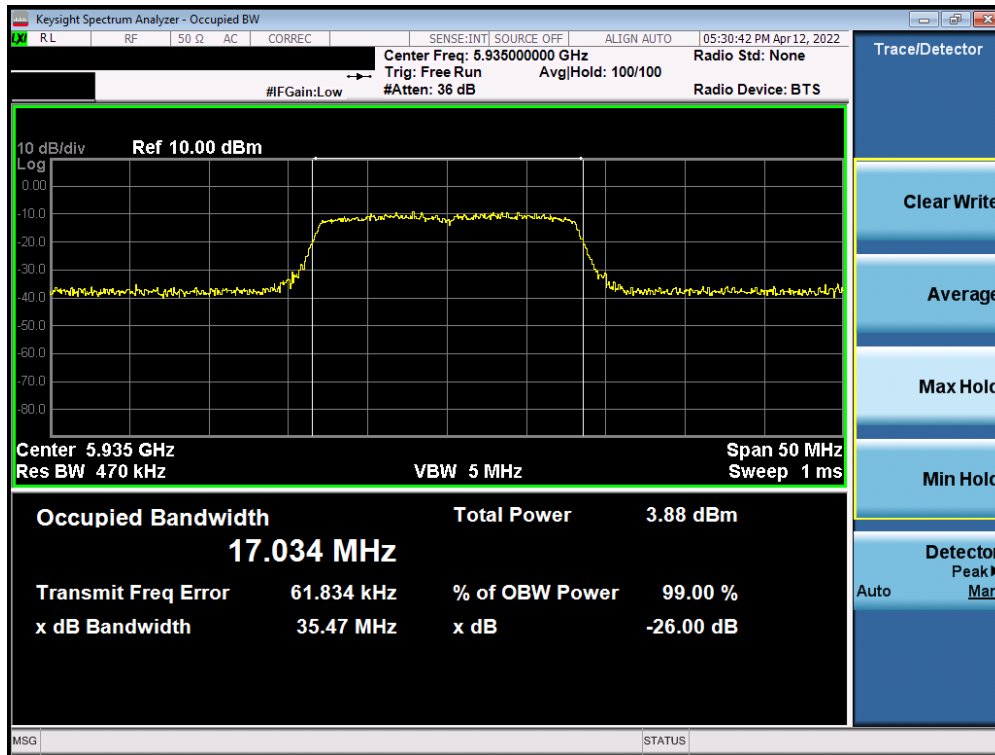 Keysight Spectrum Analyzer - Occupied BW
LXI RL RF 50 Ω AC CORREC SENSE:INT SOURCE OFF ALIGN AUTO 05:30:42 PM Apr 12, 2022
Center Freq: 5.935000000 GHz Radio Std: None
Trig: Free Run Avg|Hold: 100/100
#IFGain:Low #Atten: 36 dB Radio Device: BTS
Trace/Detector
10 dB/div Ref 10.00 dBm
Log
0.00
-10.0
-20.0
-30.0
-40.0
-50.0
-60.0
-70.0
-80.0
Center 5.935 GHz Span 50 MHz
Res BW 470 kHz VBW 5 MHz Sweep 1 ms
Occupied Bandwidth Total Power 3.88 dBm
17.034 MHz
Transmit Freq Error 61.834 kHz % of OBW Power 99.00 %
x dB Bandwidth 35.47 MHz x dB -26.00 dB
Clear Write
Average
Max Hold
Min Hold
Detector
Peak
Auto Man
MSG STATUS